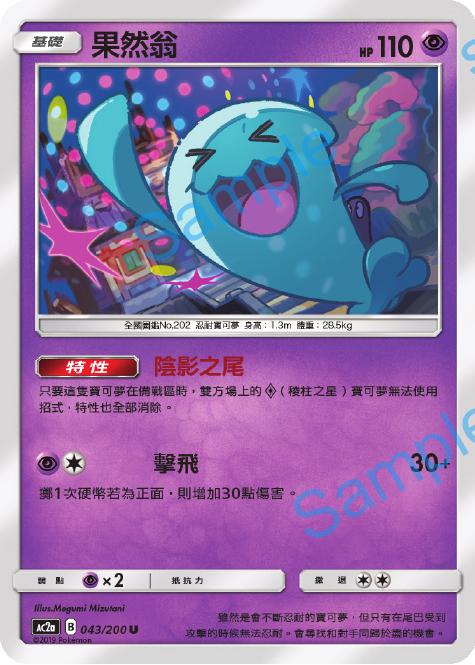 基礎 果然翁 HP 110
Sample
全國圖鑑No.202 忍耐寶可夢 身高：1.3m 體重：28.5kg
特性 陰影之尾
只要這隻寶可夢在備戰區時，雙方場上的◇（稜柱之星）寶可夢無法使用
招式，特性也全部消除。
擊飛 30+
擲1次硬幣若為正面，則增加30點傷害。
Sample
弱點 ×2 抵抗力 撤退
Illus.Megumi Mizutani
AC2a B 043/200 U
©2019 Pokémon
雖然是會不斷忍耐的寶可夢，但只有在尾巴受到
攻擊的時候無法忍耐。會尋找和對手同歸於盡的機會。